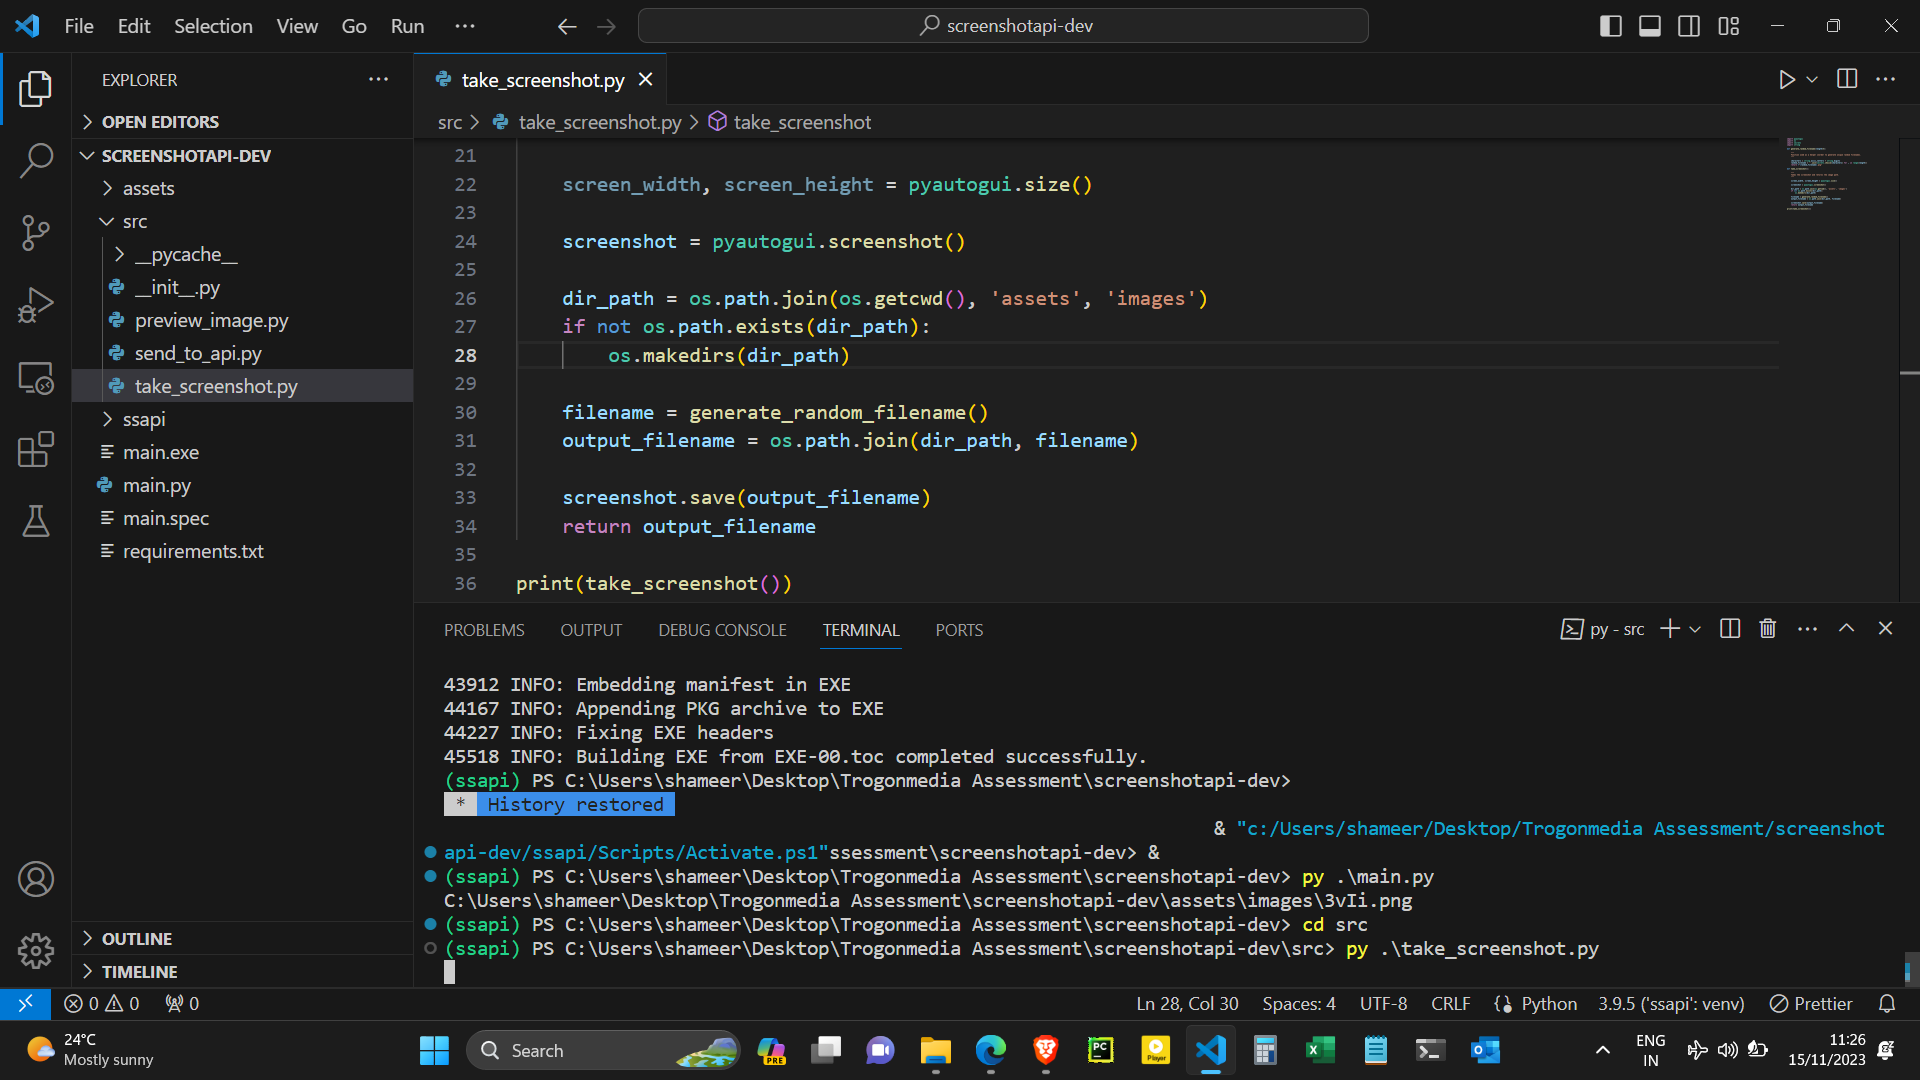 File Edit Selection View Go Run ···
screenshotapi-dev
EXPLORER
OPEN EDITORS
SCREENSHOTAPI-DEV
assets
src
__pycache__
__init__.py
preview_image.py
send_to_api.py
take_screenshot.py
ssapi
main.exe
main.py
main.spec
requirements.txt
OUTLINE
TIMELINE
take_screenshot.py
src > take_screenshot.py > take_screenshot
21
22 screen_width, screen_height = pyautogui.size()
23
24 screenshot = pyautogui.screenshot()
25
26 dir_path = os.path.join(os.getcwd(), 'assets', 'images')
27 if not os.path.exists(dir_path):
28 os.makedirs(dir_path)
29
30 filename = generate_random_filename()
31 output_filename = os.path.join(dir_path, filename)
32
33 screenshot.save(output_filename)
34 return output_filename
35
36 print(take_screenshot())
PROBLEMS OUTPUT DEBUG CONSOLE TERMINAL PORTS
py - src
43912 INFO: Embedding manifest in EXE
44167 INFO: Appending PKG archive to EXE
44227 INFO: Fixing EXE headers
45518 INFO: Building EXE from EXE-00.toc completed successfully.
(ssapi) PS C:\Users\shameer\Desktop\Trogonmedia Assessment\screenshotapi-dev>
* History restored
& "c:/Users/shameer/Desktop/Trogonmedia Assessment/screenshot
api-dev/ssapi/Scripts/Activate.ps1"ssessment\screenshotapi-dev> &
(ssapi) PS C:\Users\shameer\Desktop\Trogonmedia Assessment\screenshotapi-dev> py .\main.py
C:\Users\shameer\Desktop\Trogonmedia Assessment\screenshotapi-dev\assets\images\3vIi.png
(ssapi) PS C:\Users\shameer\Desktop\Trogonmedia Assessment\screenshotapi-dev> cd src
(ssapi) PS C:\Users\shameer\Desktop\Trogonmedia Assessment\screenshotapi-dev\src> py .\take_screenshot.py
0 0 0
Ln 28, Col 30 Spaces: 4 UTF-8 CRLF Python 3.9.5 ('ssapi': venv) Prettier
24°C
Mostly sunny
Search
PRE
PC
Player
ENG
IN
11:26
15/11/2023